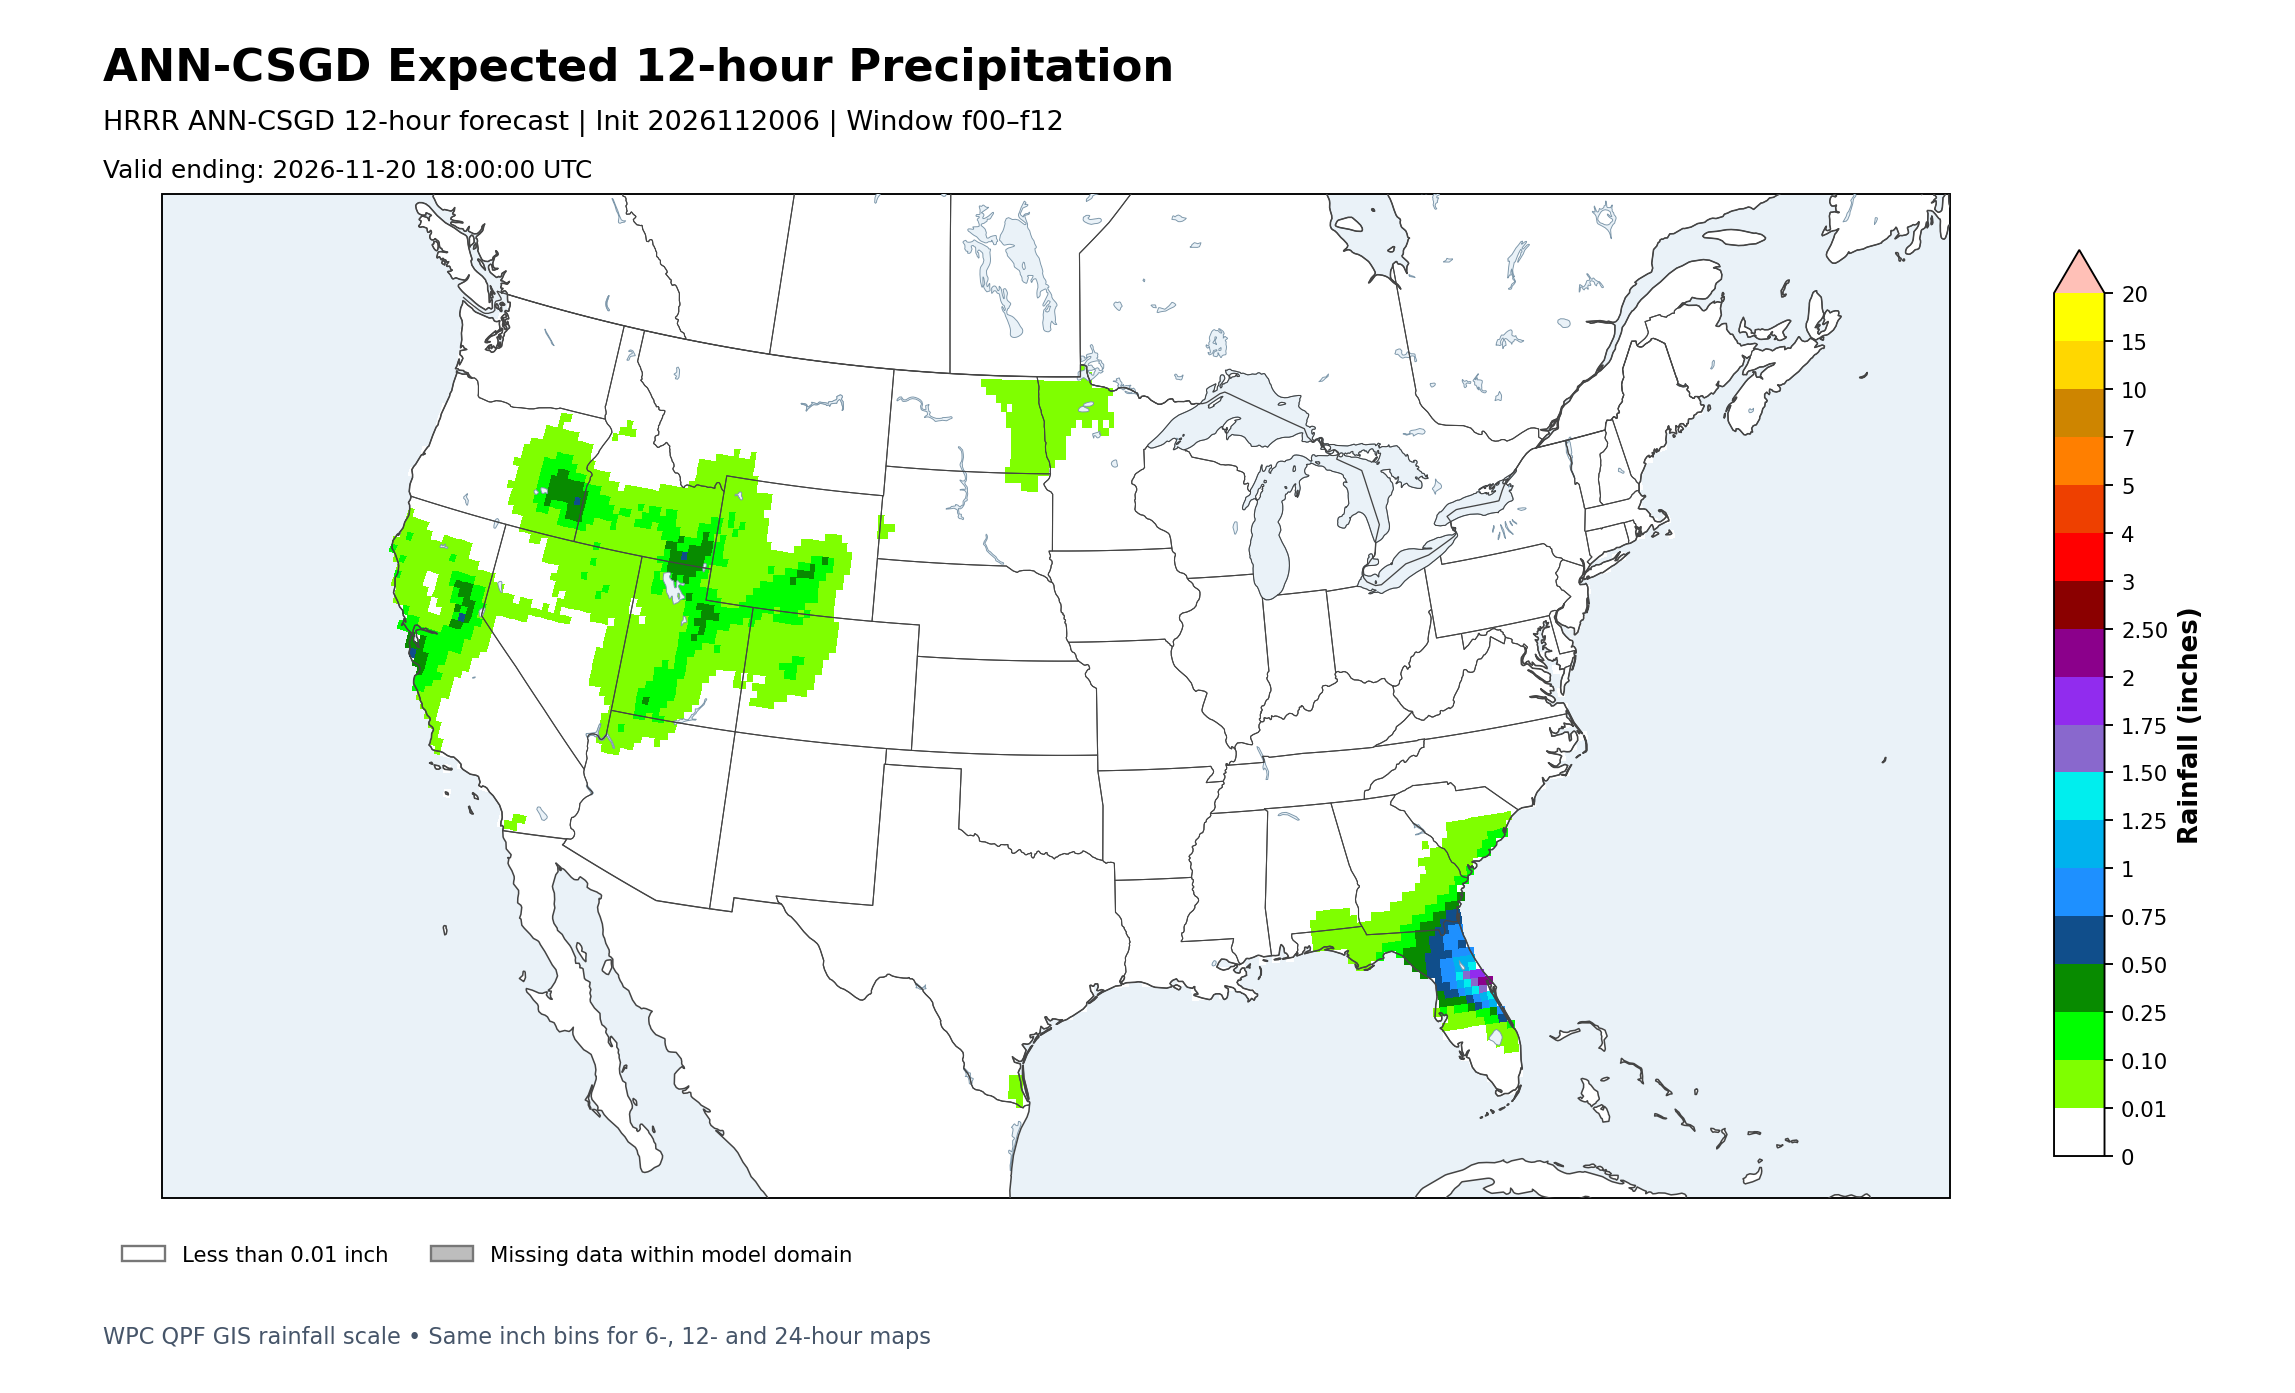 ANN-CSGD Expected 12-hour Precipitation
HRRR ANN-CSGD 12-hour forecast | Init 2026112006 | Window f00–f12
Valid ending: 2026-11-20 18:00:00 UTC
20
15
10
7
5
4
3
2.50
2
1.75
1.50
1.25
1
0.75
0.50
0.25
0.10
0.01
0
Rainfall (inches)
Less than 0.01 inch
Missing data within model domain
WPC QPF GIS rainfall scale • Same inch bins for 6-, 12- and 24-hour maps